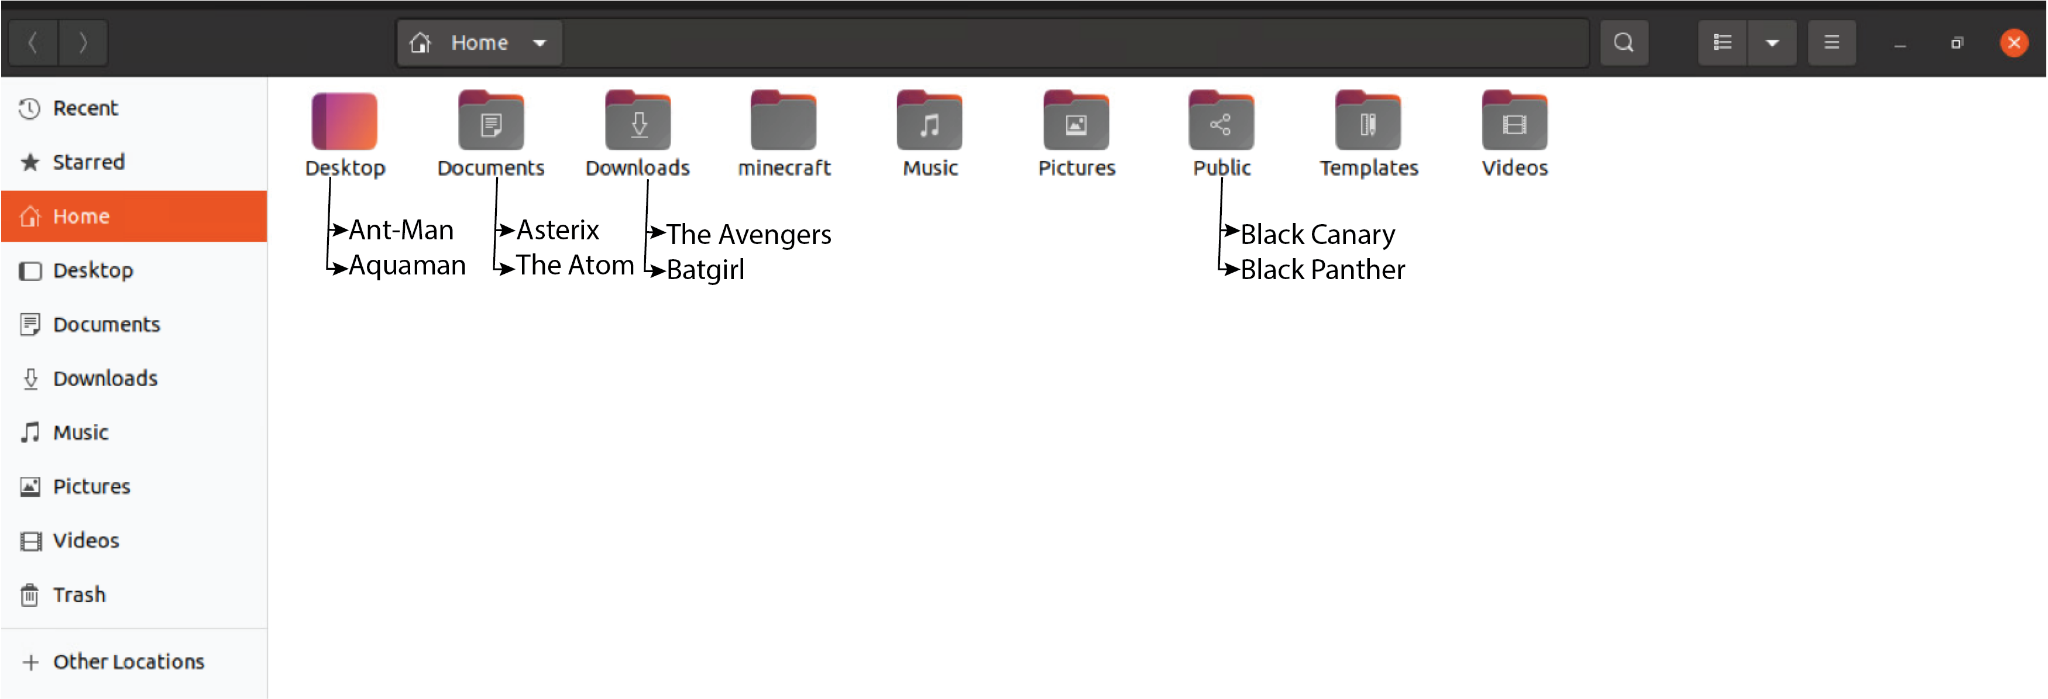 Home
Recent
Starred
Home
Desktop
Documents
Downloads
Music
Pictures
Videos
Trash
Other Locations
Desktop
Documents
Downloads
minecraft
Music
Pictures
Public
Templates
Videos
Ant-Man
Aquaman
Asterix
The Atom
The Avengers
Batgirl
Black Canary
Black Panther